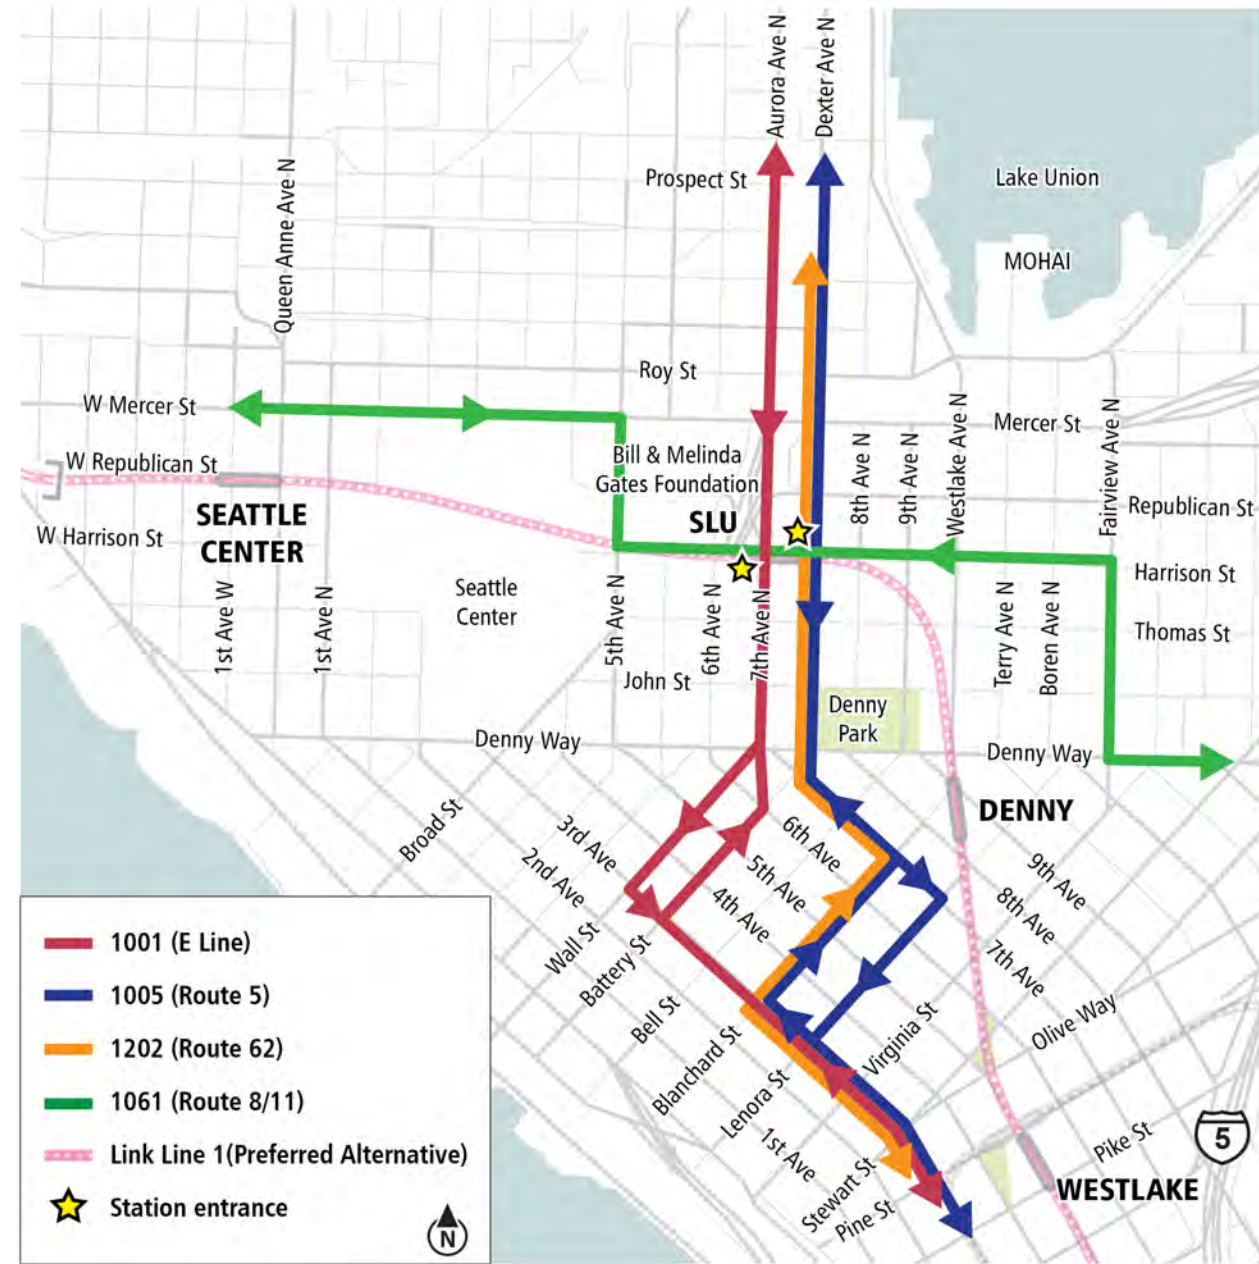 Aurora Ave N
Dexter Ave N
Prospect St
Lake Union
Queen Anne Ave N
MOHAI
Roy St
W Mercer St
Mercer St
Bill & Melinda
Gates Foundation
8th Ave N
9th Ave N
Westlake Ave N
Fairview Ave N
W Republican St
Republican St
SEATTLE
CENTER
SLU
W Harrison St
Harrison St
Seattle
Center
1st Ave W
1st Ave N
5th Ave N
6th Ave N
7th Ave N
Terry Ave N
Boren Ave N
Thomas St
John St
Denny
Park
Denny Way
Denny Way
DENNY
Broad St
3rd Ave
2nd Ave
6th Ave
5th Ave
4th Ave
9th Ave
8th Ave
7th Ave
Wall St
Battery St
Bell St
Blanchard St
Lenora St
Virginia St
Olive Way
1st Ave
Stewart St
Pine St
Pike St
5
WESTLAKE
1001 (E Line)
1005 (Route 5)
1202 (Route 62)
1061 (Route 8/11)
Link Line 1(Preferred Alternative)
Station entrance
N